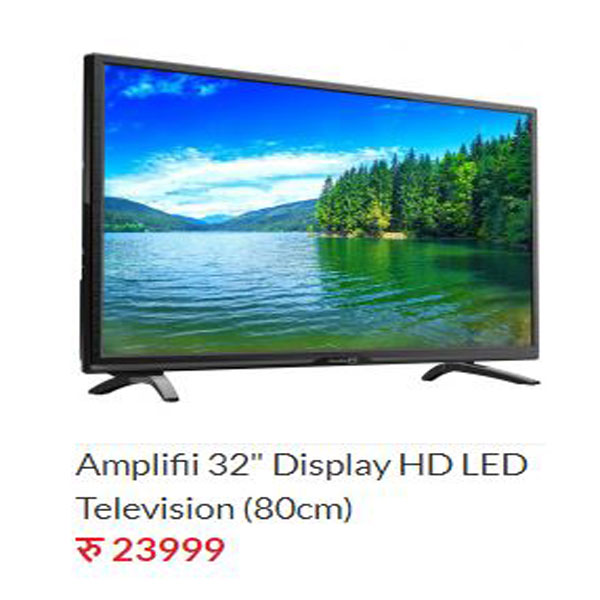 Amplifii 32" Display HD LED
Television (80cm)
रु 23999